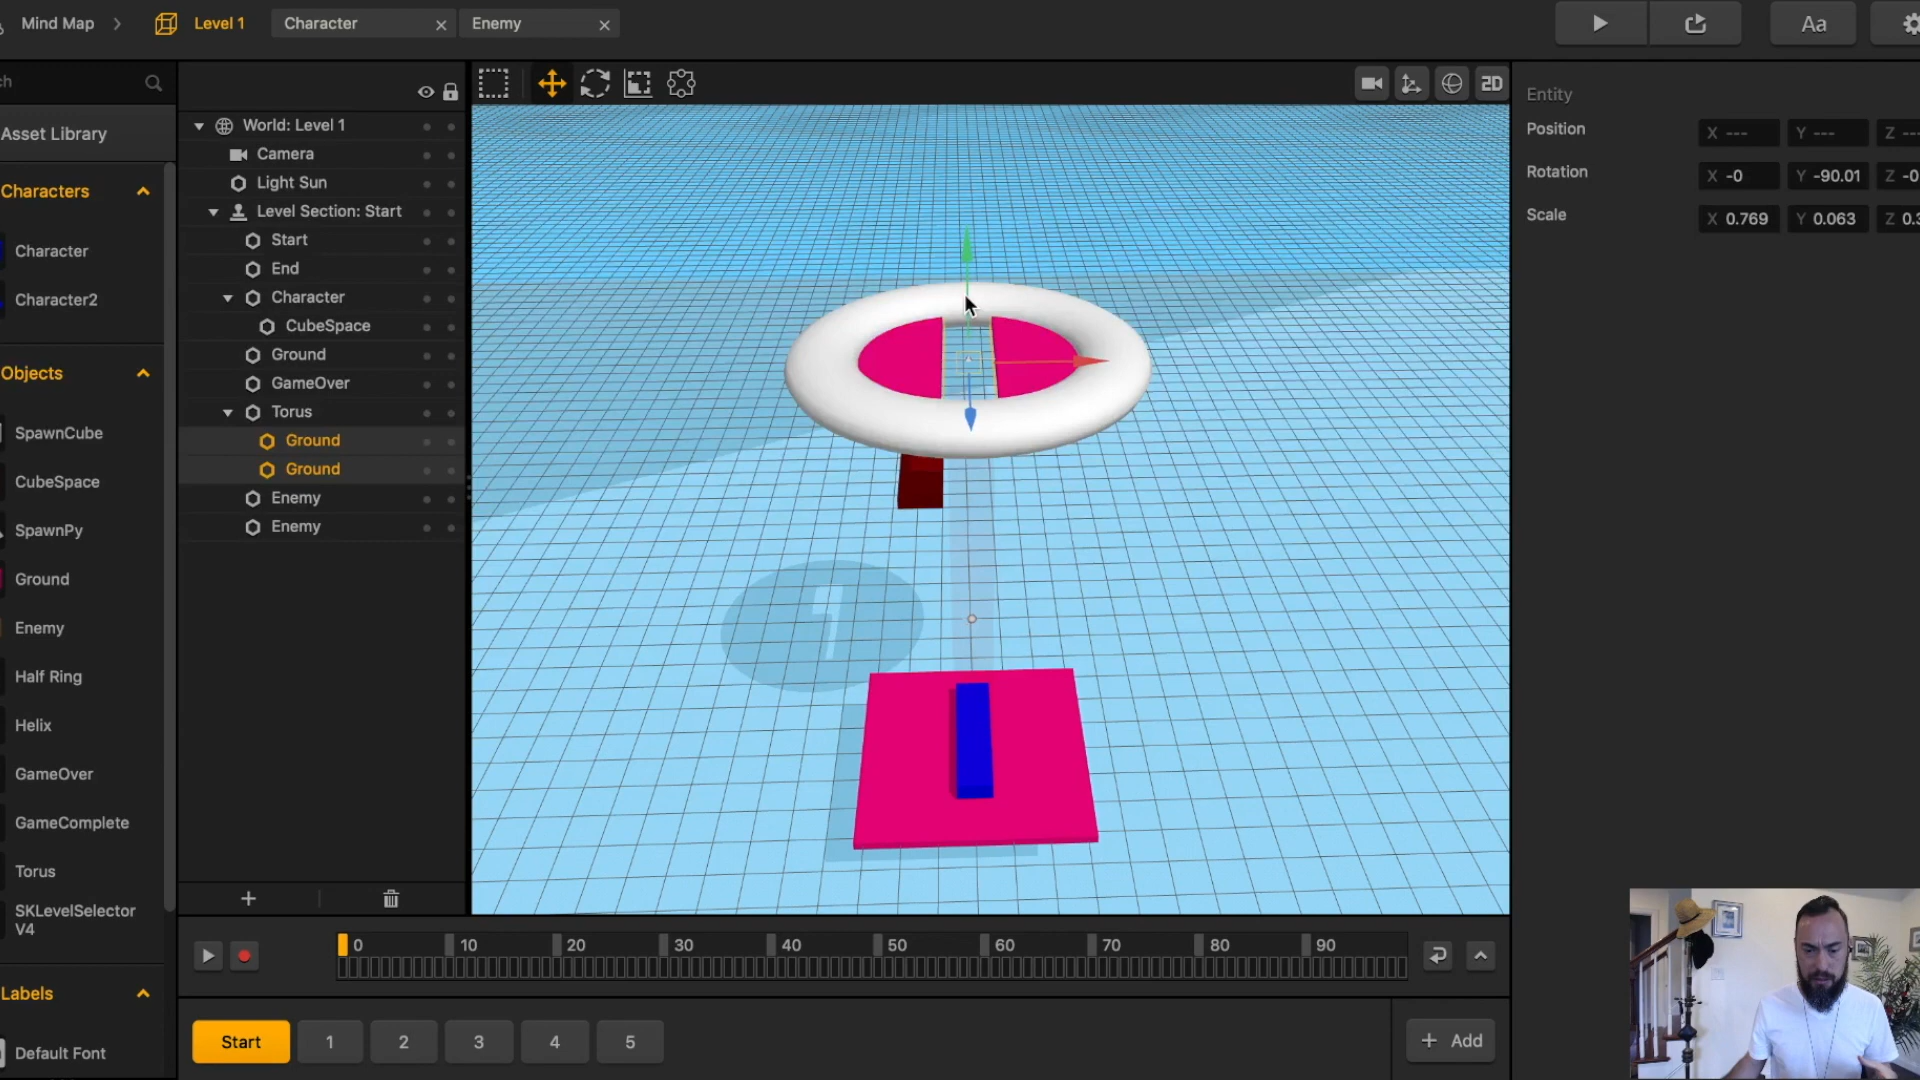 Mind Map
Level 1
Character
Enemy
Aa
ch
Asset Library
Characters
Character
Character2
Objects
SpawnCube
CubeSpace
SpawnPy
Ground
Enemy
Half Ring
Helix
GameOver
GameComplete
Torus
SKLevelSelector
V4
Labels
Default Font
World: Level 1
Camera
Light Sun
Level Section: Start
Start
End
Character
CubeSpace
Ground
GameOver
Torus
Ground
Ground
Enemy
Enemy
2D
Entity
Position X --- Y --- Z ---
Rotation X -0 Y -90.01 Z -0
Scale X 0.769 Y 0.063 Z 0.3
1
0 10 20 30 40 50 60 70 80 90
Start 1 2 3 4 5
+ Add